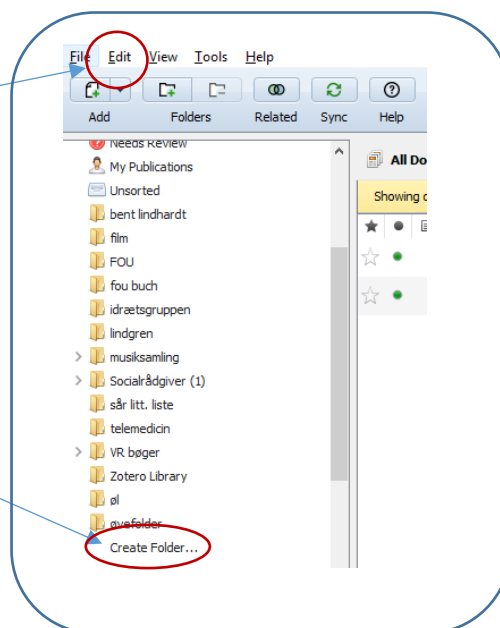 File Edit View Tools Help
Add Folders Related Sync Help
Needs Review
My Publications
All Do
Unsorted
Showing
bent lindhardt
film
FOU
fou buch
idrætsgruppen
lindgren
musiksamling
Socialrådgiver (1)
sår litt. liste
telemedicin
VR bøger
Zotero Library
øl
øvefolder
Create Folder...